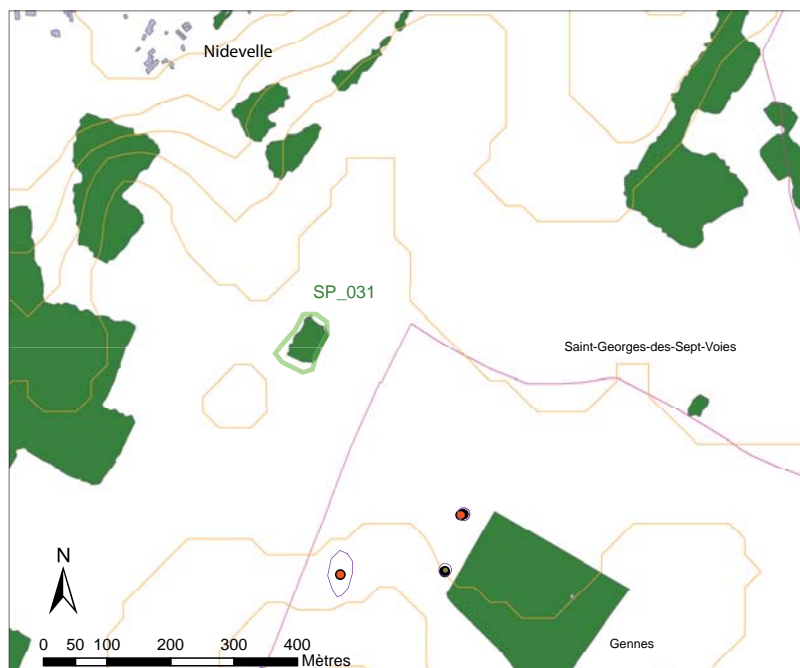 Nidevelle
SP_031
Saint-Georges-des-Sept-Voies
N
Gennes
0 50 100 200 300 400
Mètres